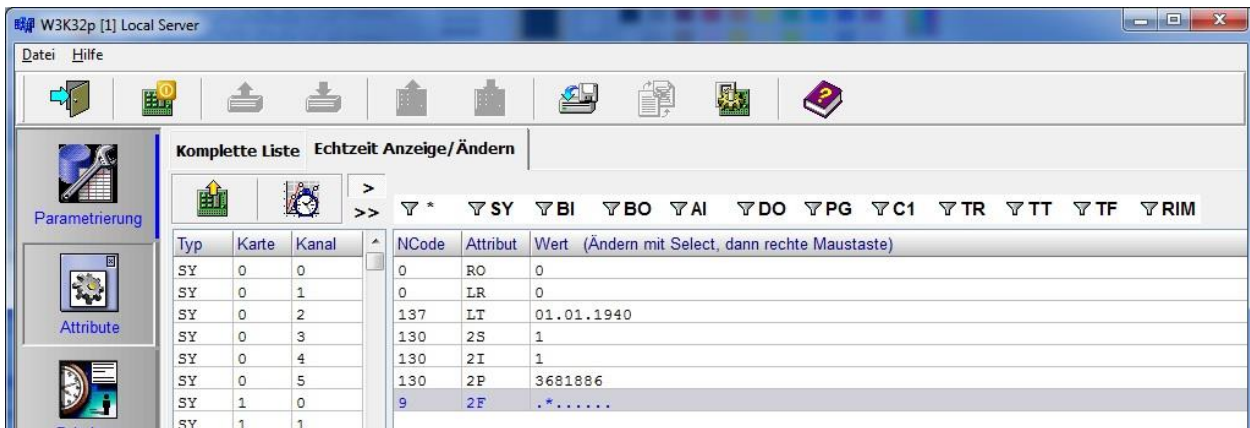 W3K32p [1] Local Server
Datei Hilfe
Komplette Liste Echtzeit Anzeige/Ändern
Parametrierung
>
>>
* SY BI BO AI DO PG C1 TR TT TF RIM
Typ Karte Kanal NCode Attribut Wert (Ändern mit Select, dann rechte Maustaste)
SY 0 0 0 RO 0
SY 0 1 0 LR 0
SY 0 2 137 LT 01.01.1940
Attribute
SY 0 3 130 2S 1
SY 0 4 130 2I 1
SY 0 5 130 2P 3681886
SY 1 0 9 2F .*......
SY 1 1